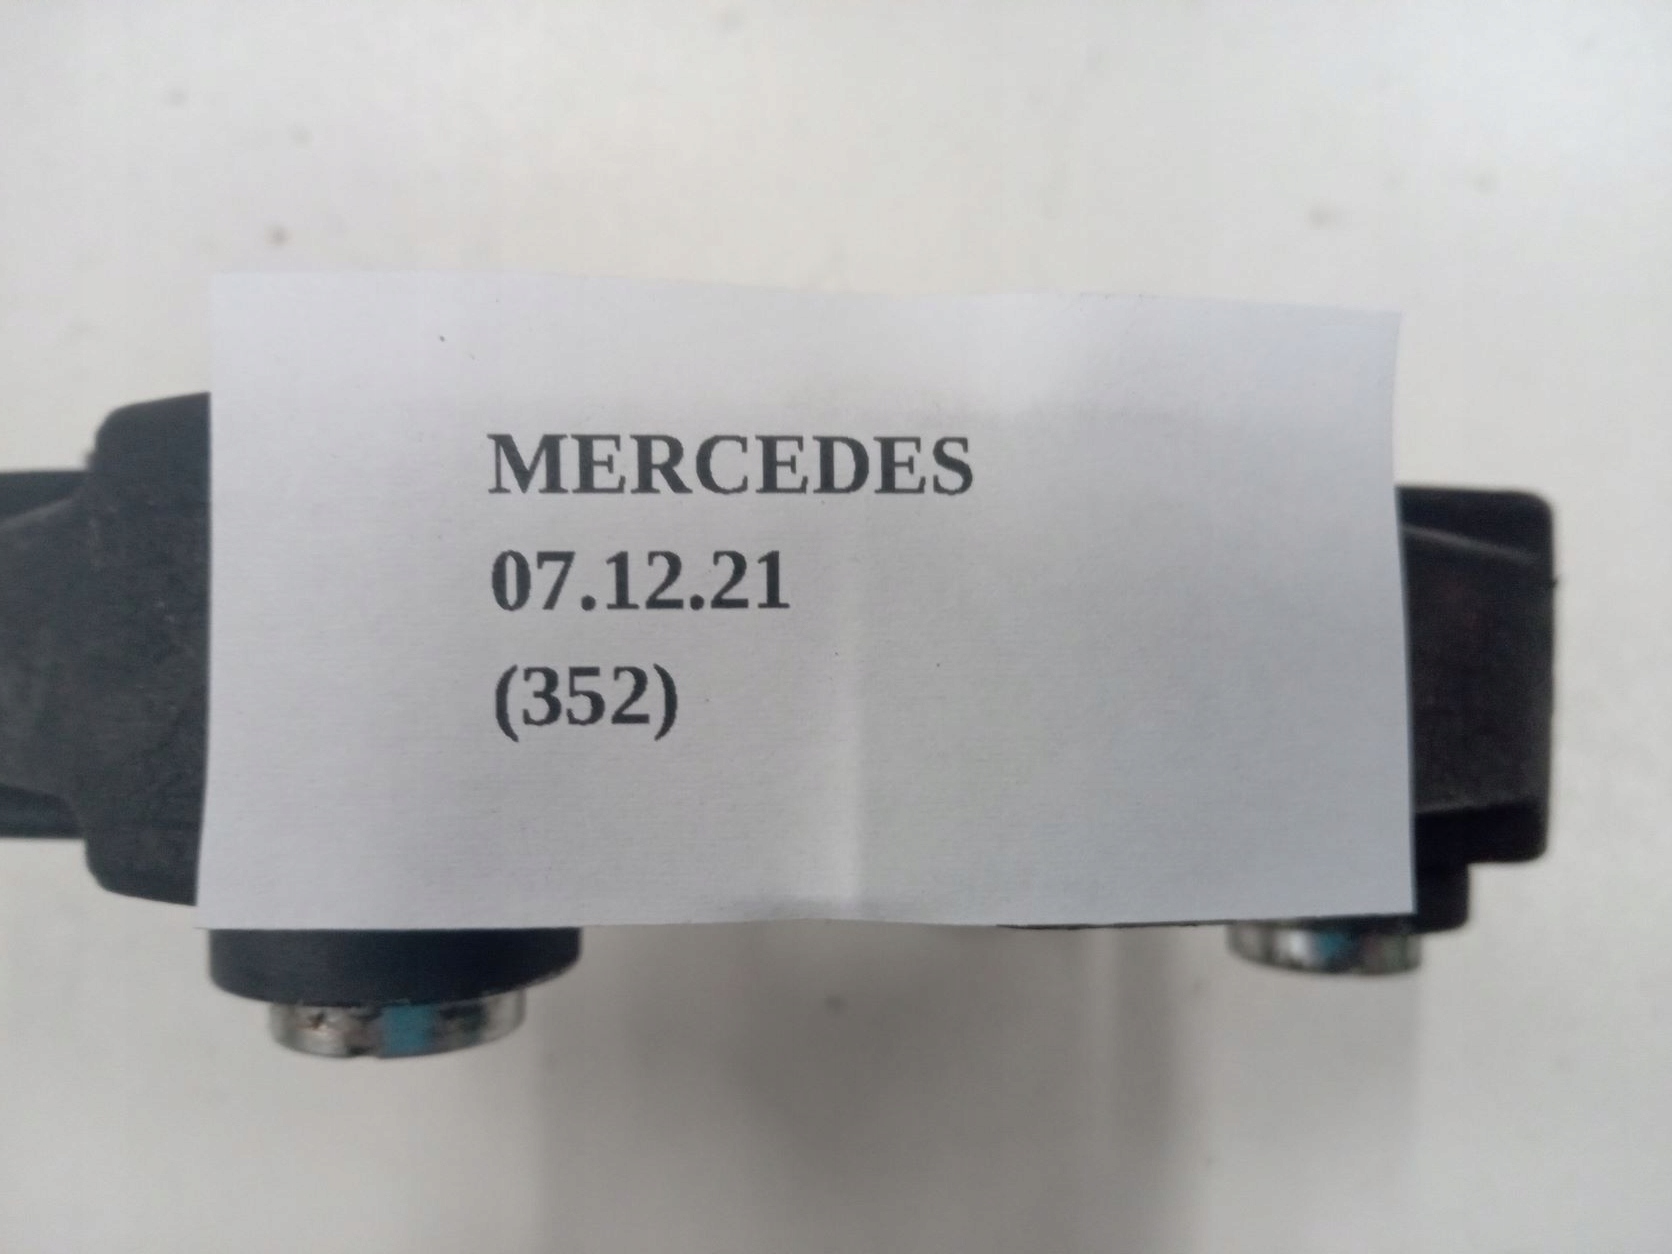 MERCEDES
07.12.21
(352)